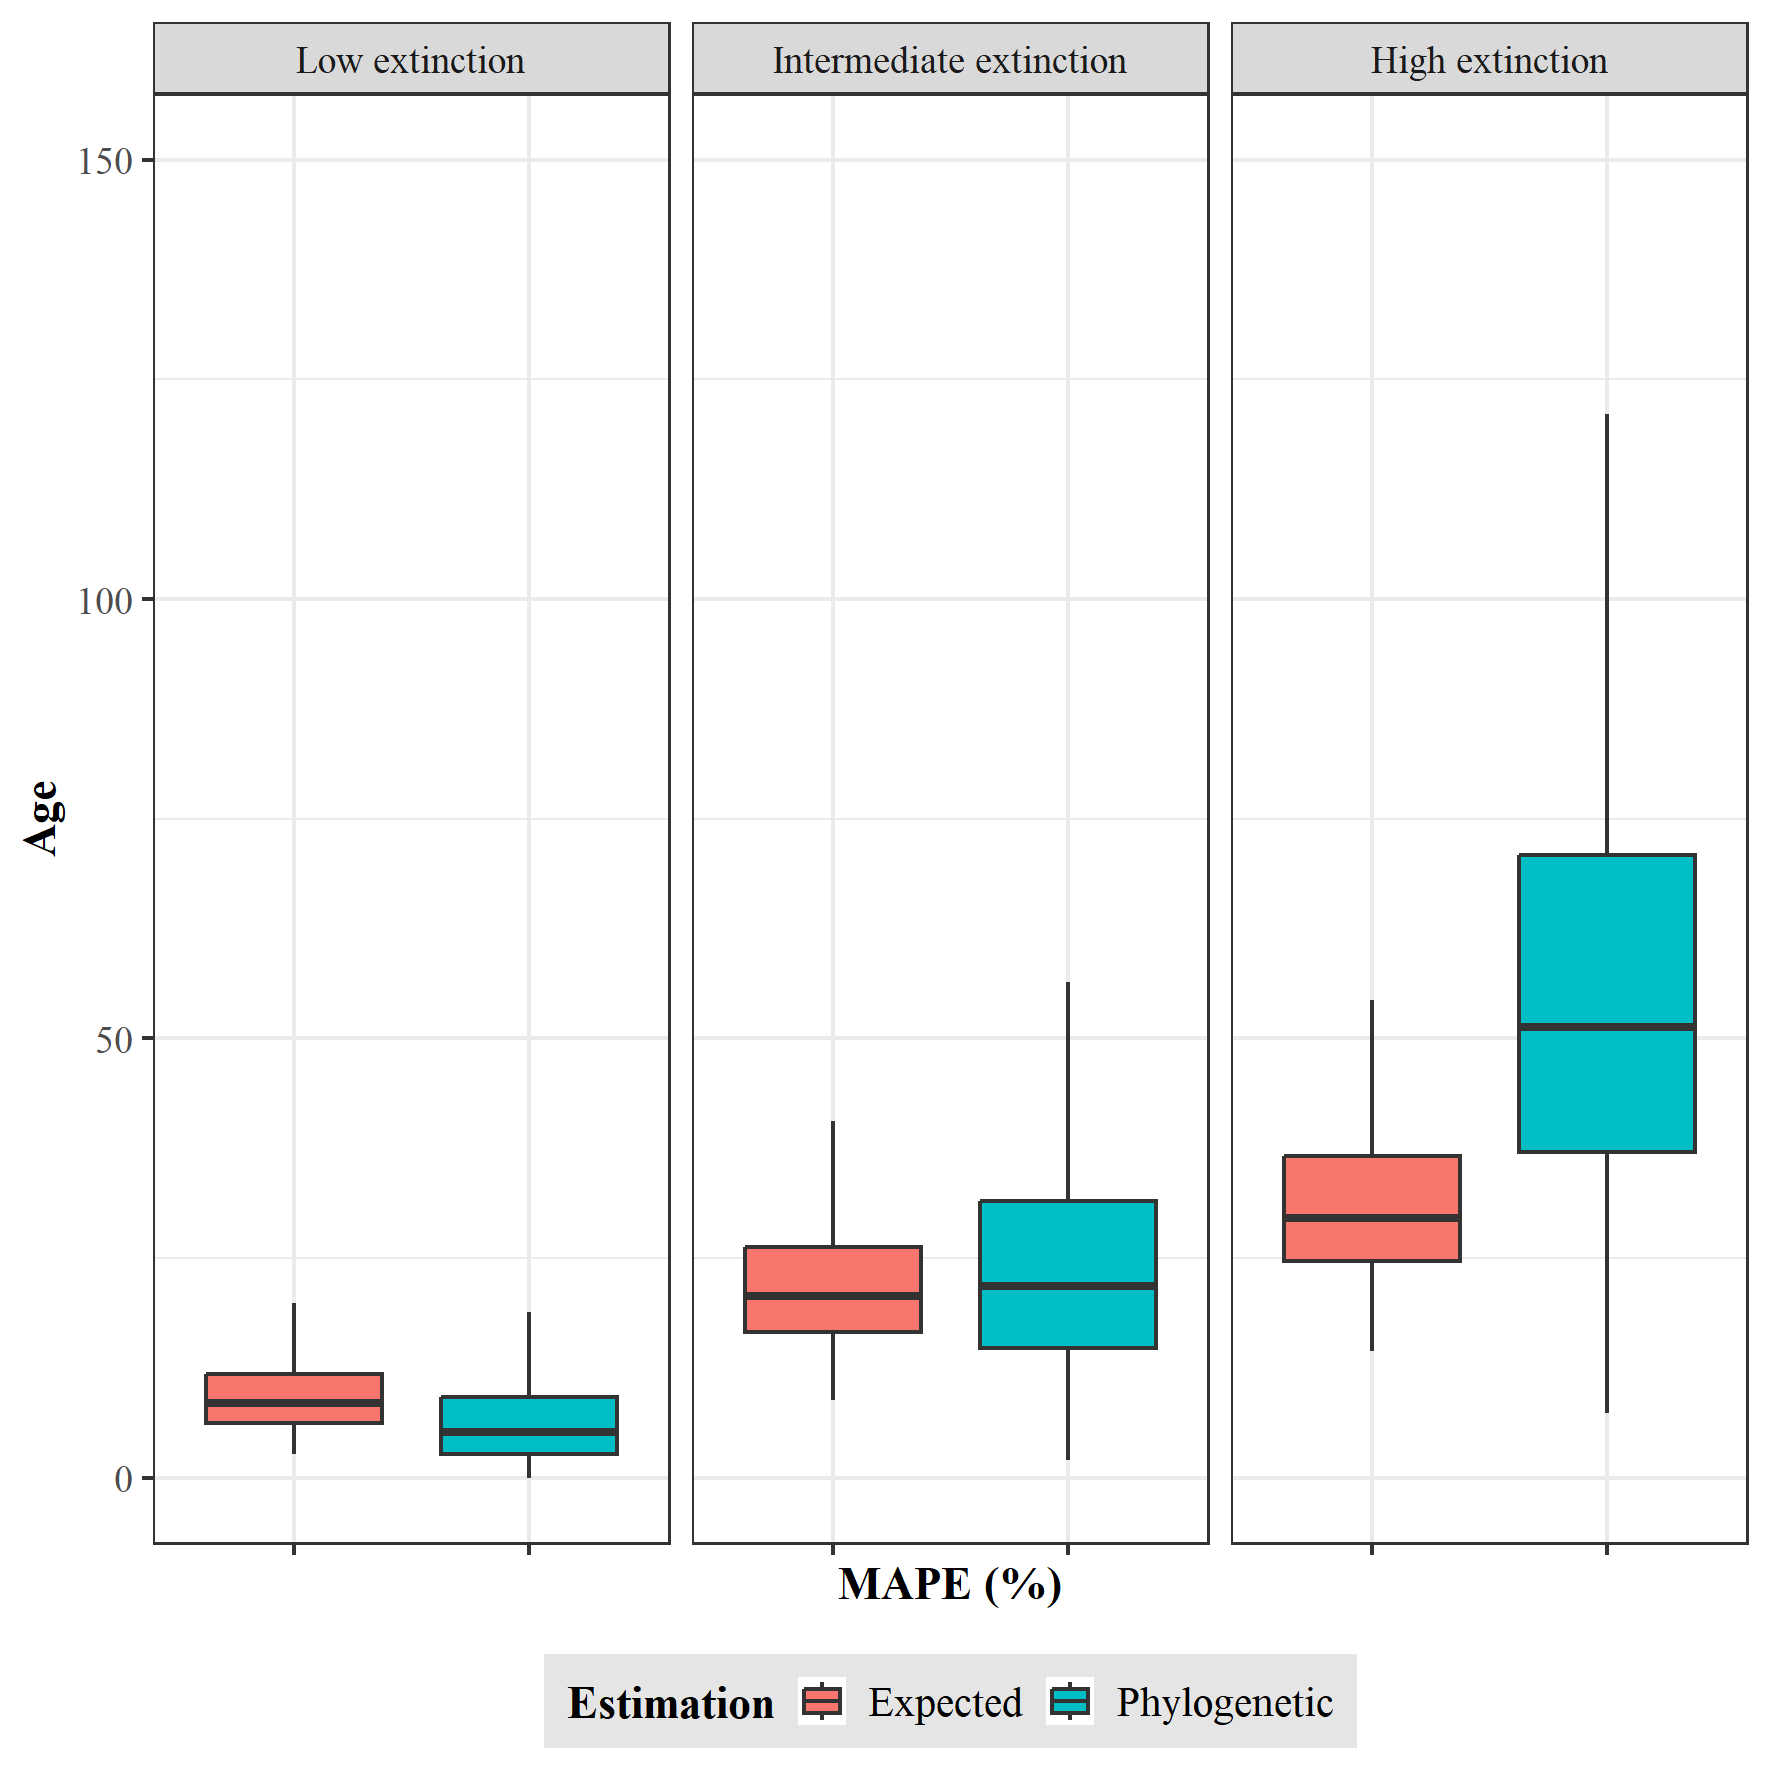 Low extinction
Intermediate extinction
High extinction
150
100
50
0
Age
MAPE (%)
Estimation Expected Phylogenetic